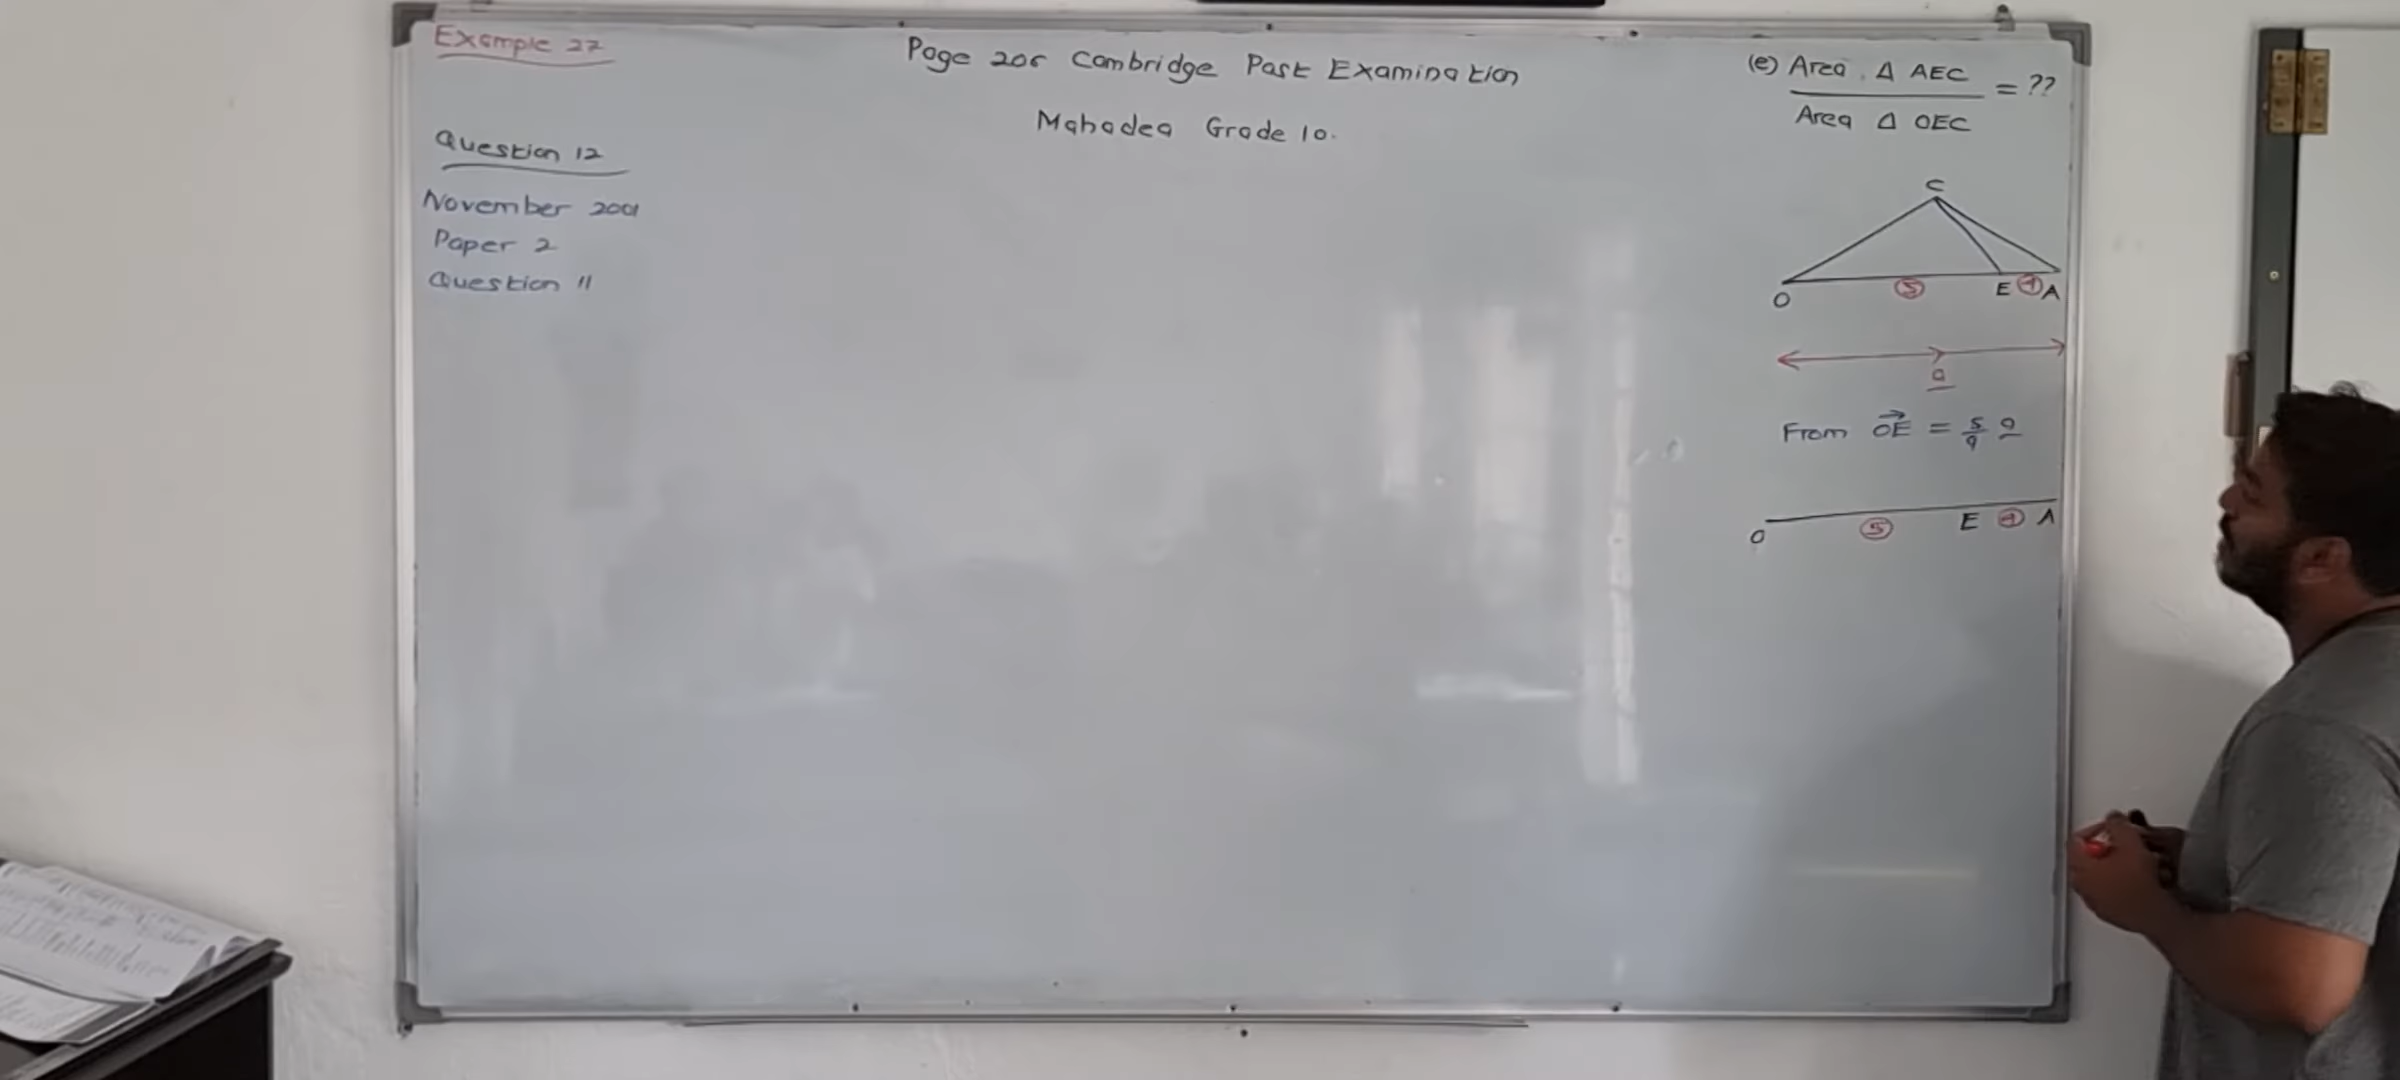 Example 27
Page 206 Cambridge Past Examination
Mahadea Grade 10.
Question 12
November 2001
Paper 2
Question 11
(e) Area Δ AEC
= ??
Area Δ OEC
C
O
5
E
4
A
a
From OE = 5/9 a
O
5
E
4
A